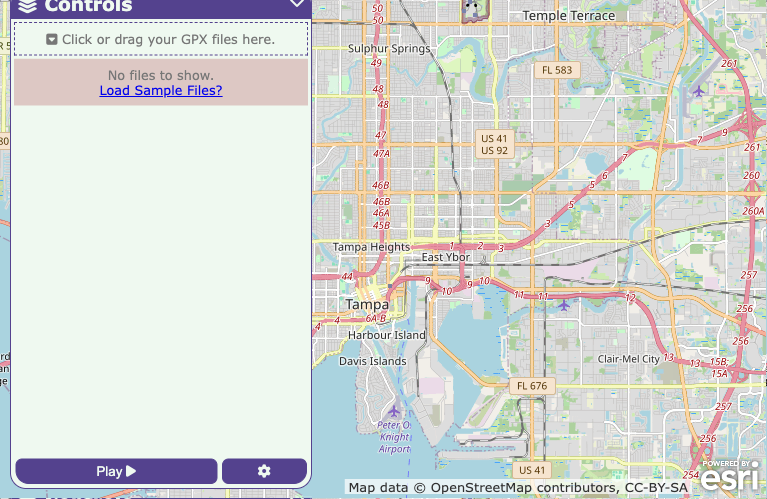 Controls
Click or drag your GPX files here.
No files to show.
Load Sample Files?
Play
Temple Terrace
50
50
Sulphur Springs
49
48
48
47
47A
46B
46B
46A
45B
FL 583
261
US 41
US 92
7
6
5
5
3
261
260
260A
Tampa Heights
1
2
3
East Ybor
44
9
10
9
10
11
11
12
257
Tampa
4
4
6A-B
Harbour Island
Davis Islands
13
256
256
15B
15A
Clair-Mel City
FL 676
257
Peter O.
Knight
Airport
254
US 41
Map data © OpenStreetMap contributors, CC-BY-SA
POWERED BY
esri